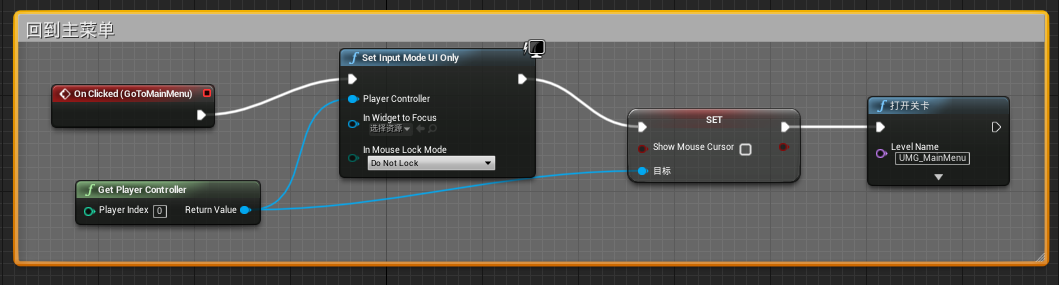 回到主菜单
On Clicked (GoToMainMenu)
Set Input Mode UI Only
Player Controller
In Widget to Focus
选择资源
In Mouse Lock Mode
Do Not Lock
Get Player Controller
Player Index 0 Return Value
SET
Show Mouse Cursor
目标
打开关卡
Level Name
UMG_MainMenu